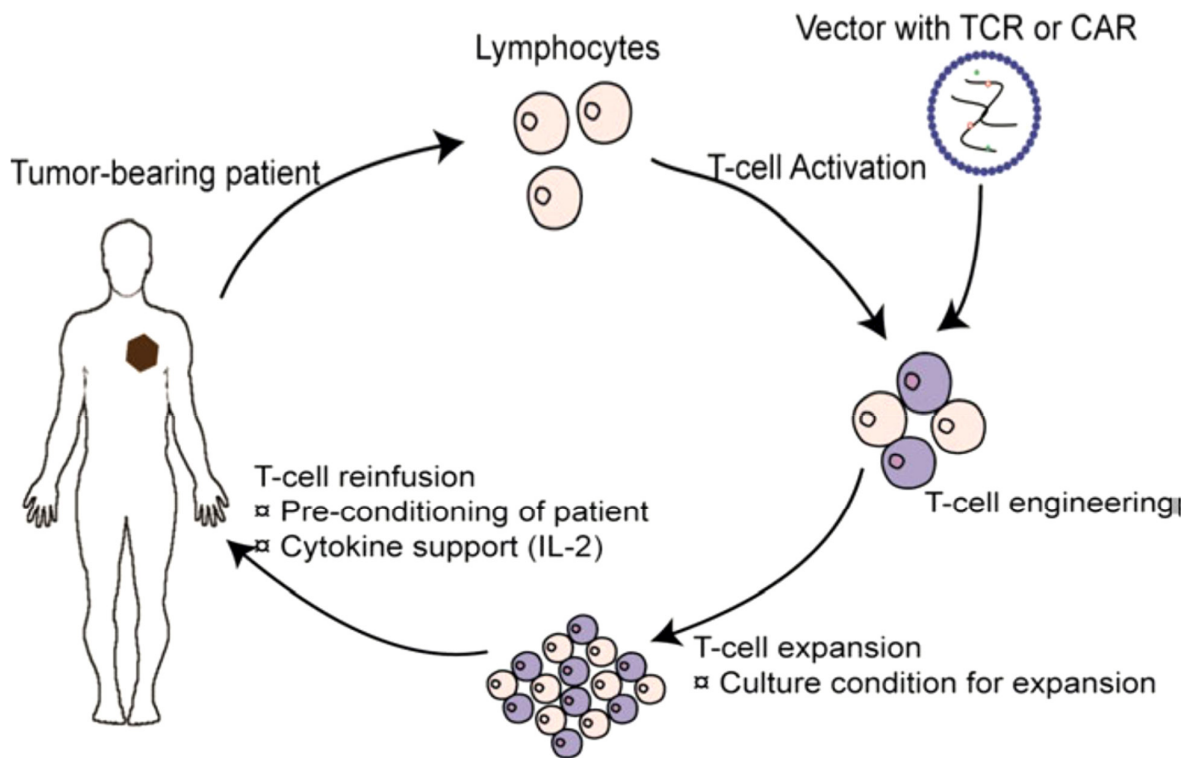 Lymphocytes
Vector with TCR or CAR
Tumor-bearing patient
T-cell Activation
T-cell engineering
T-cell reinfusion
¤ Pre-conditioning of patient
¤ Cytokine support (IL-2)
T-cell expansion
¤ Culture condition for expansion